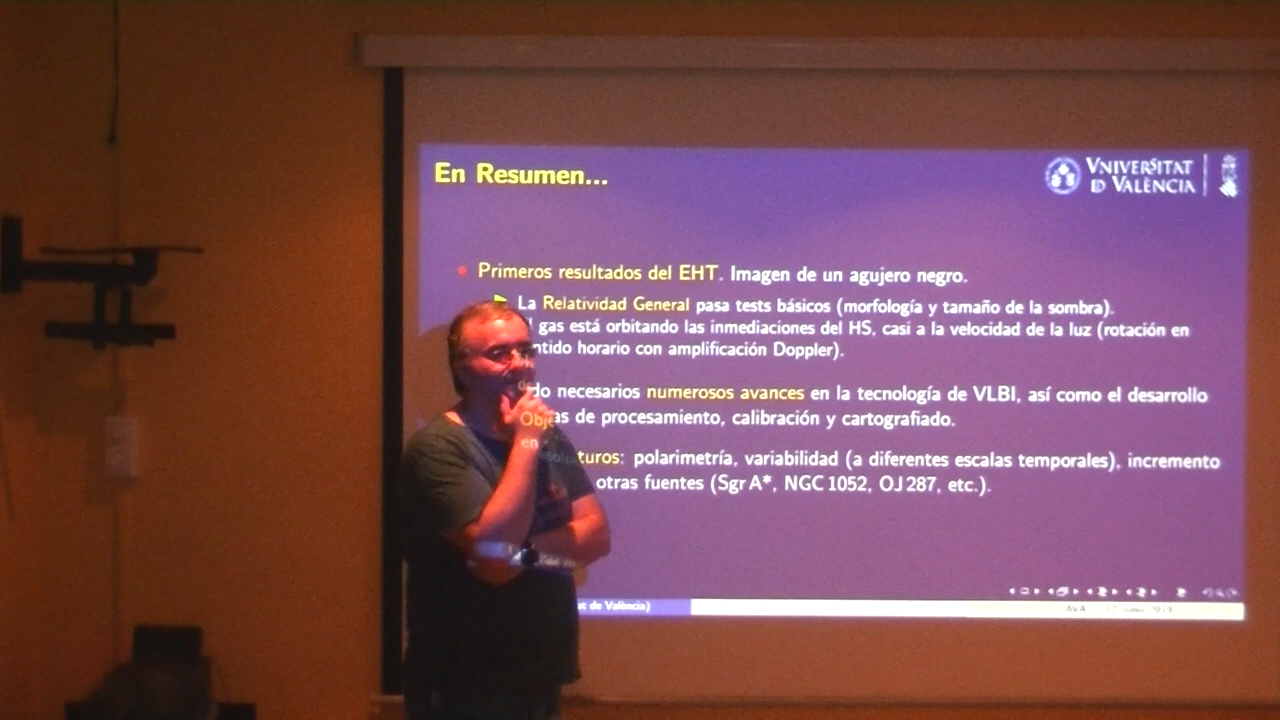 En Resumen...
VNIVERSITAT
D VALÈNCIA
Primeros resultados del EHT. Imagen de un agujero negro.
La Relatividad General pasa tests básicos (morfología y tamaño de la sombra).
gas está orbitando las inmediaciones del HS, casi a la velocidad de la luz (rotación en
ntido horario con amplificación Doppler).
do necesarios numerosos avances en la tecnología de VLBI, así como el desarrollo
Obj as de procesamiento, calibración y cartografiado.
en
turos: polarimetría, variabilidad (a diferentes escalas temporales), incremento
otras fuentes (Sgr A*, NGC 1052, OJ 287, etc.).
at de València)
AVA